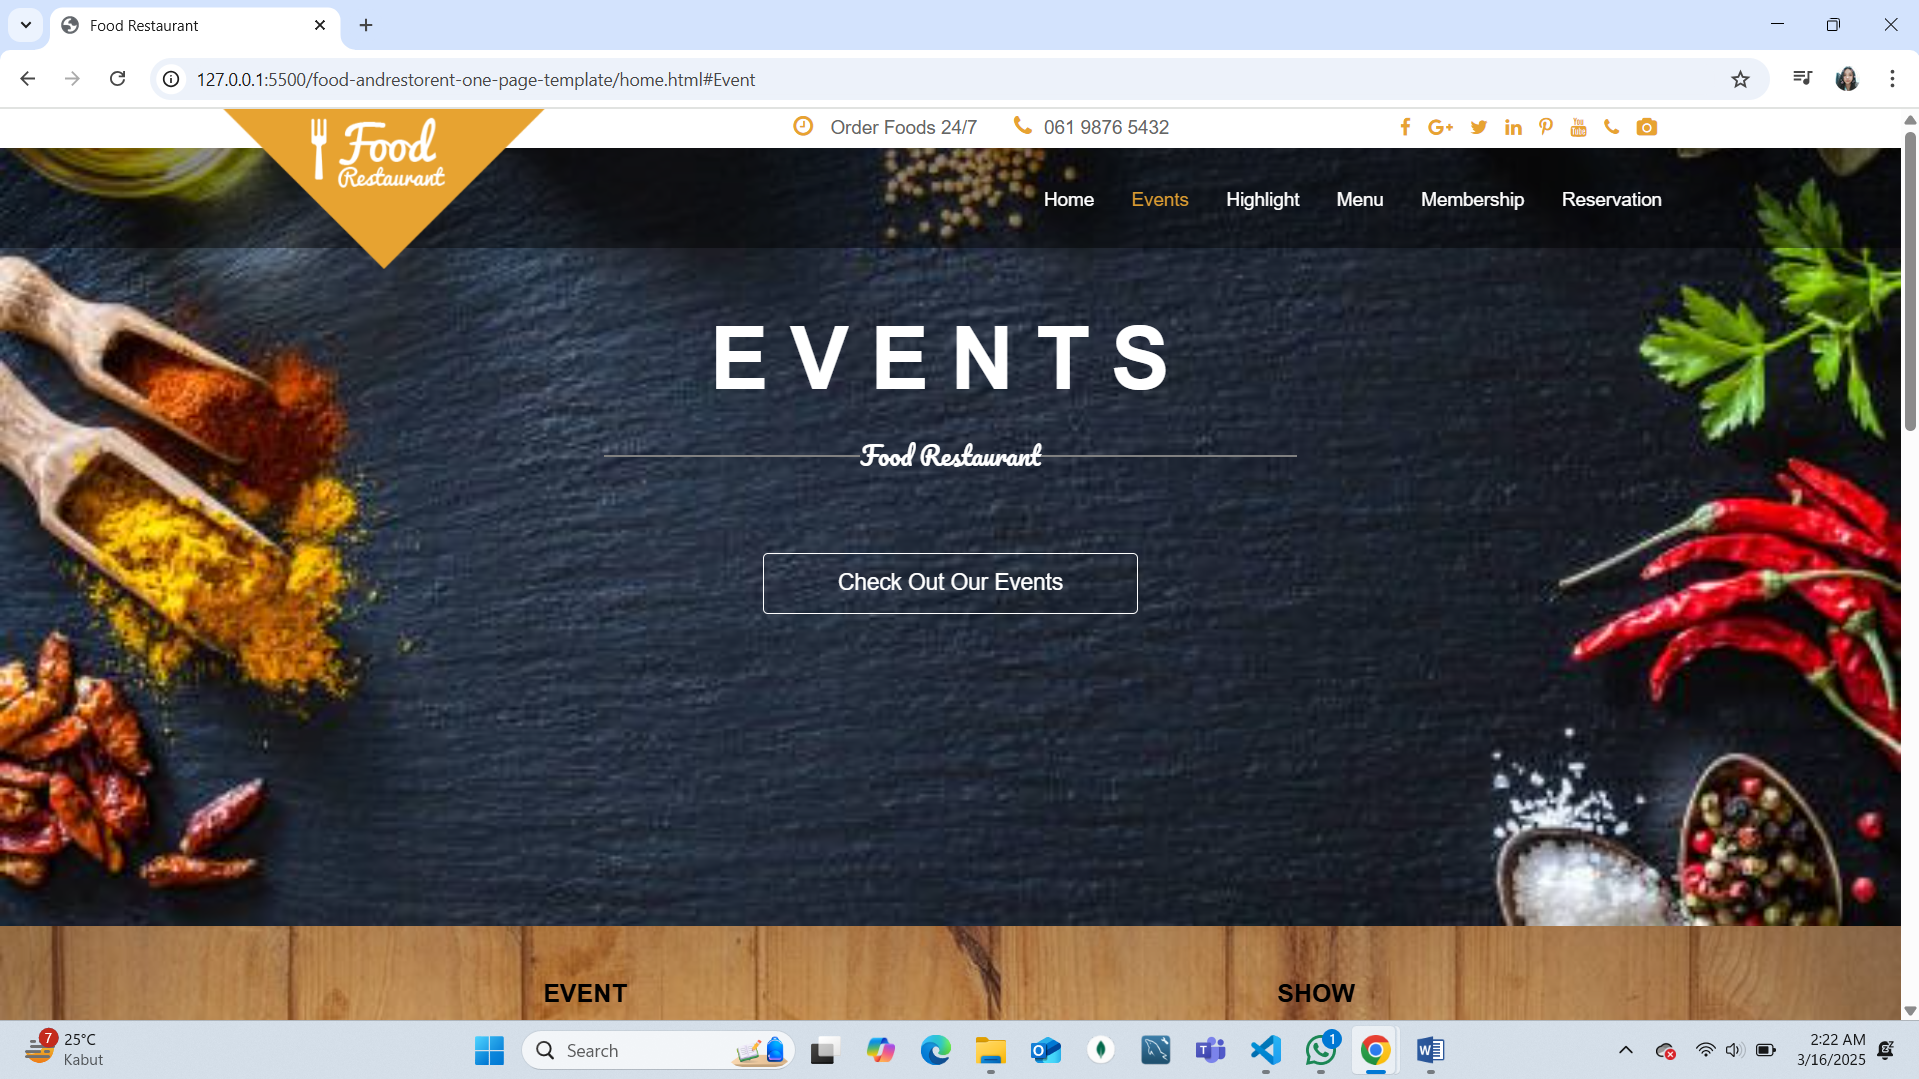 Food Restaurant
127.0.0.1:5500/food-andrestorent-one-page-template/home.html#Event
Food
Restaurant
Order Foods 24/7
061 9876 5432
You
Tube
Home
Events
Highlight
Menu
Membership
Reservation
EVENTS
Food Restaurant
Check Out Our Events
EVENT
SHOW
7
25°C
Kabut
Search
1
2:22 AM
3/16/2025